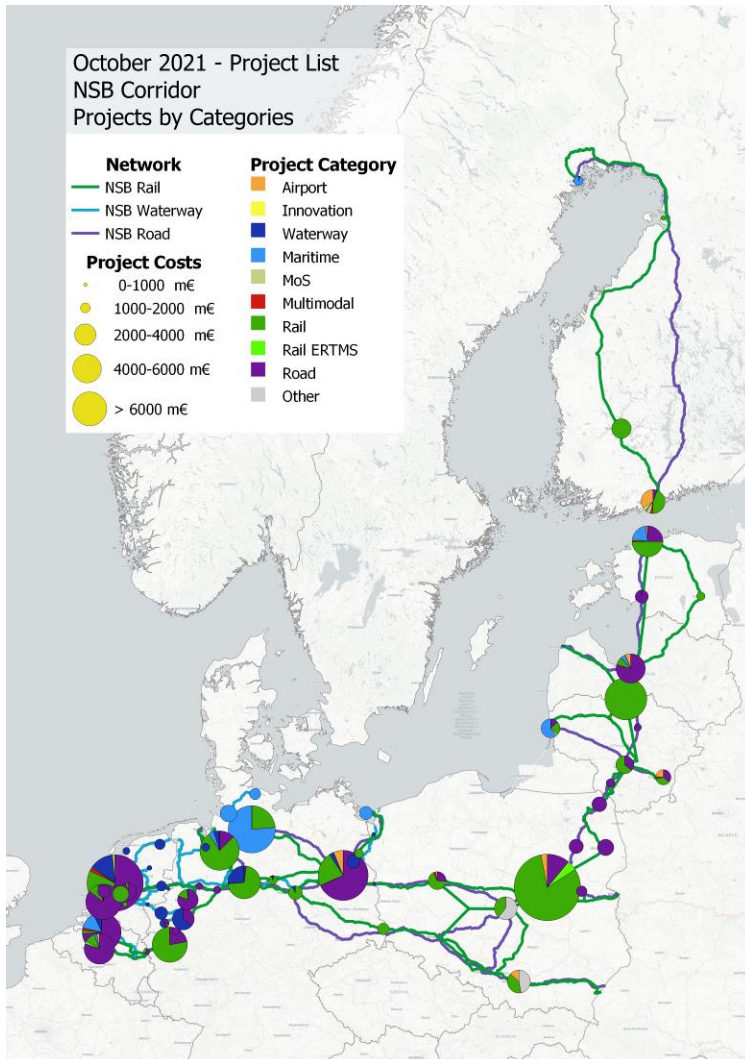 October 2021 - Project List
NSB Corridor
Projects by Categories
Network
NSB Rail
NSB Waterway
NSB Road
Project Costs
0-1000 m€
1000-2000 m€
2000-4000 m€
4000-6000 m€
> 6000 m€
Project Category
Airport
Innovation
Waterway
Maritime
MoS
Multimodal
Rail
Rail ERTMS
Road
Other